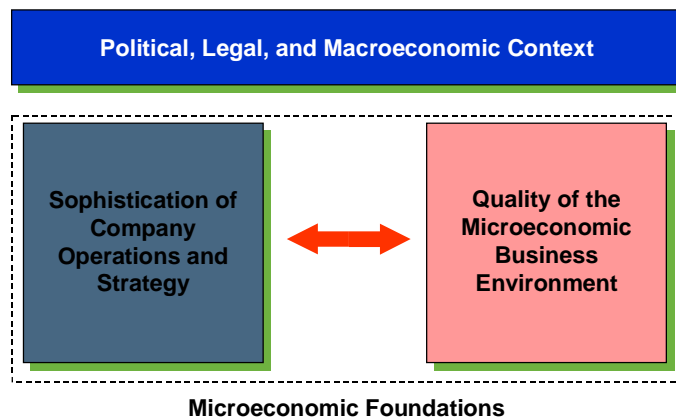 Political, Legal, and Macroeconomic Context
Sophistication of
Company
Operations and
Strategy
Quality of the
Microeconomic
Business
Environment
Microeconomic Foundations